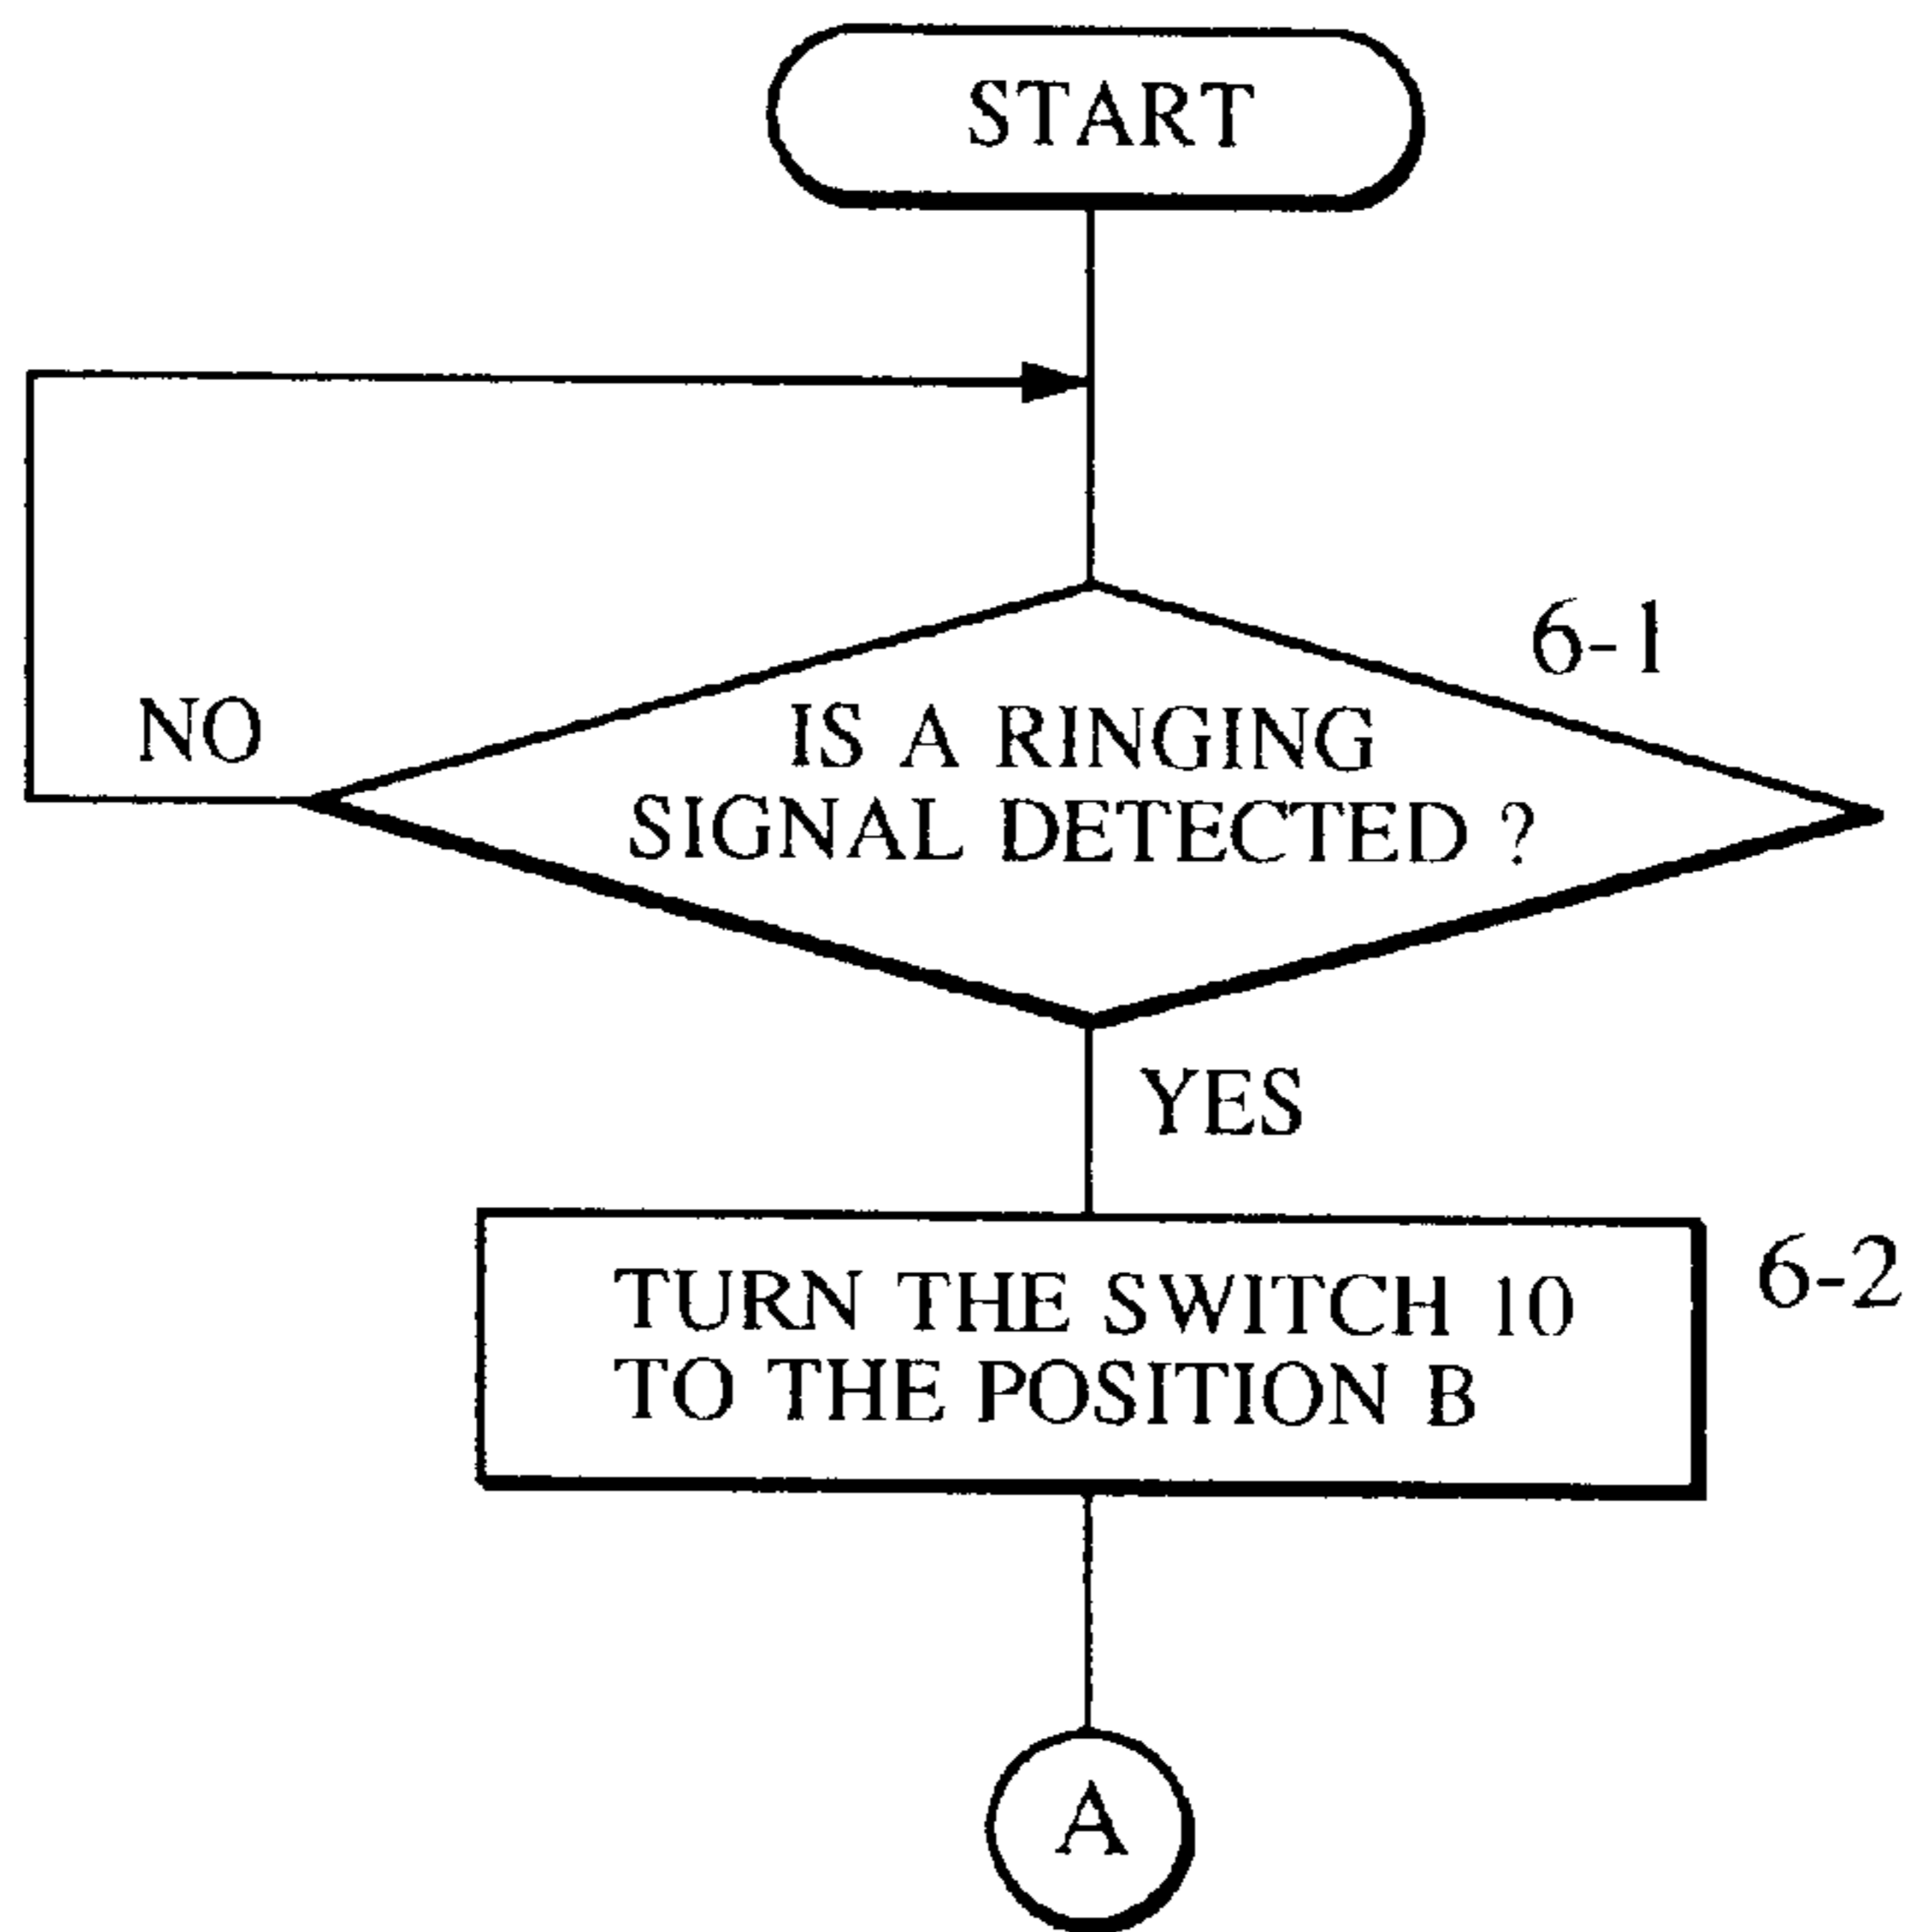 START
6-1
NO
IS A RINGING
SIGNAL DETECTED ?
YES
6-2
TURN THE SWITCH 10
TO THE POSITION B
A